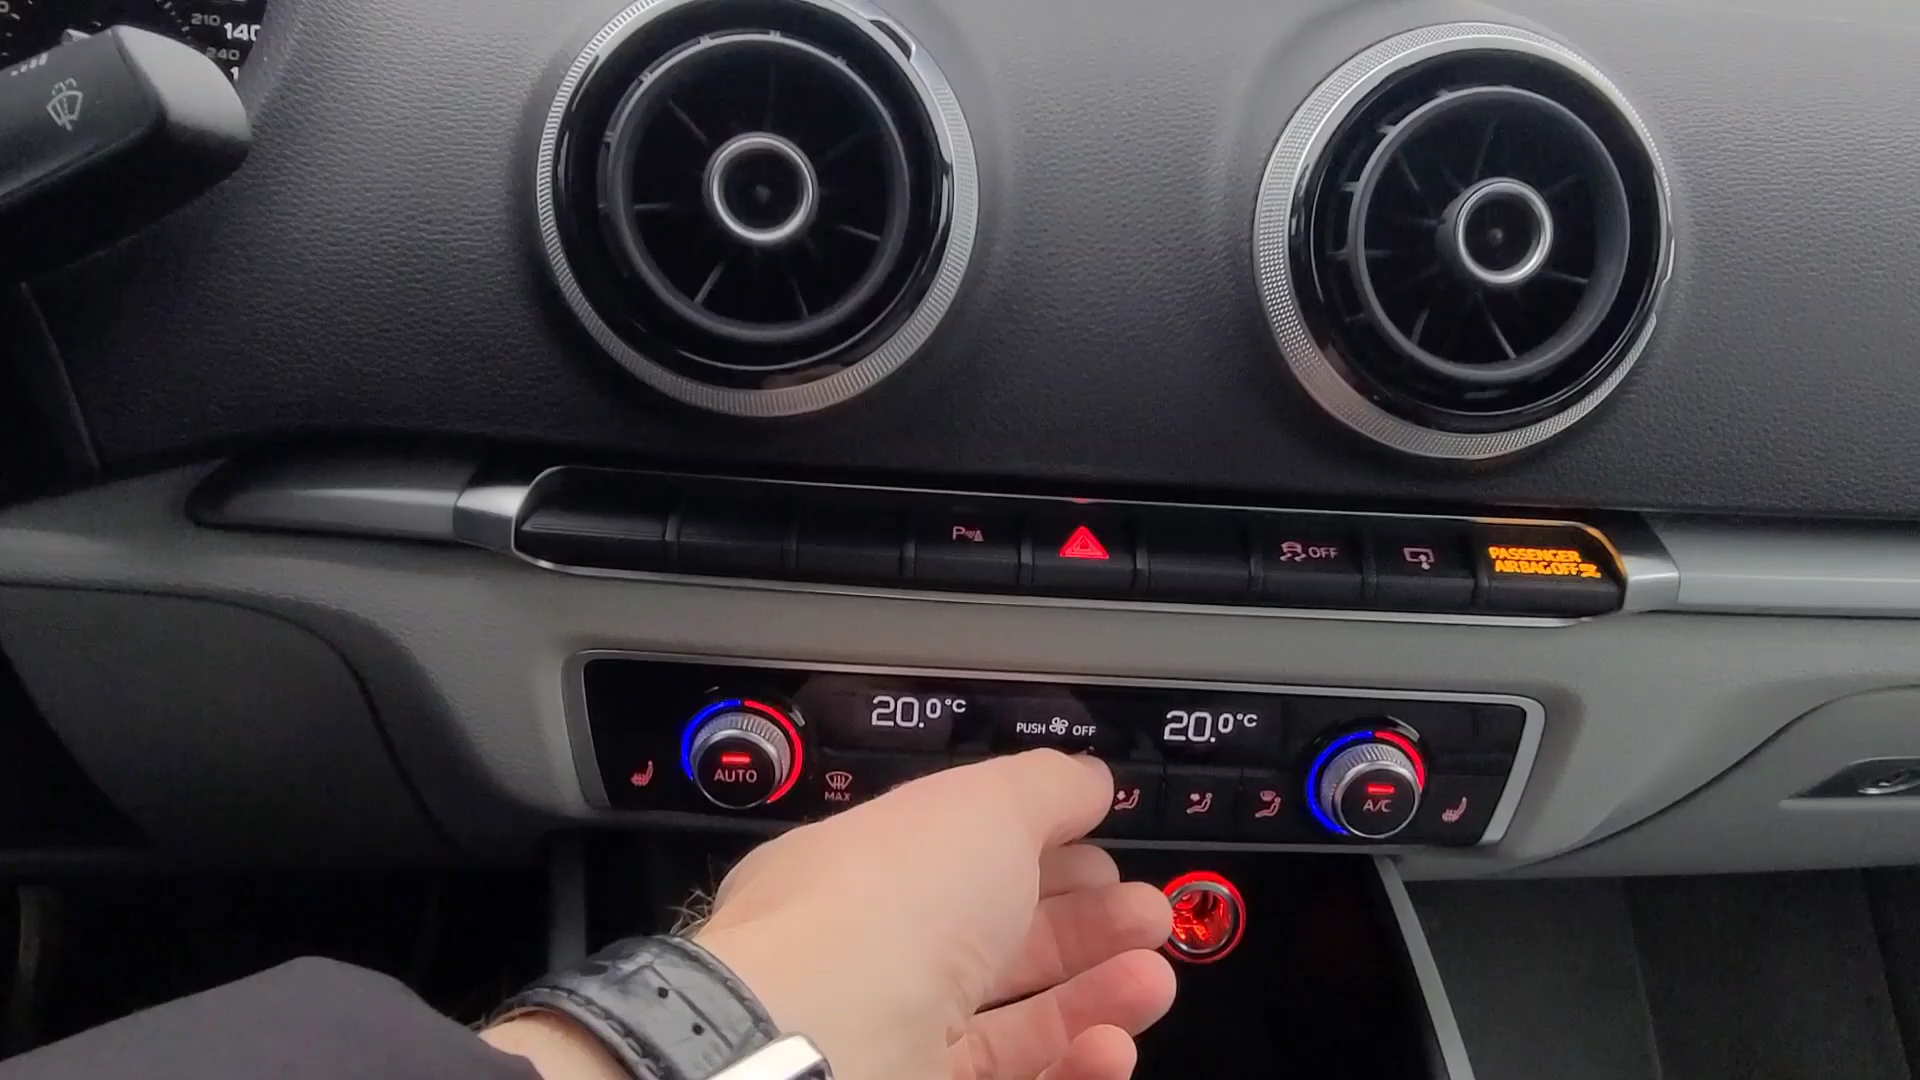 210
140
240
P
OFF
PASSENGER
AIRBAG OFF
20.0°C
PUSH OFF
20.0°C
AUTO
MAX
A/C